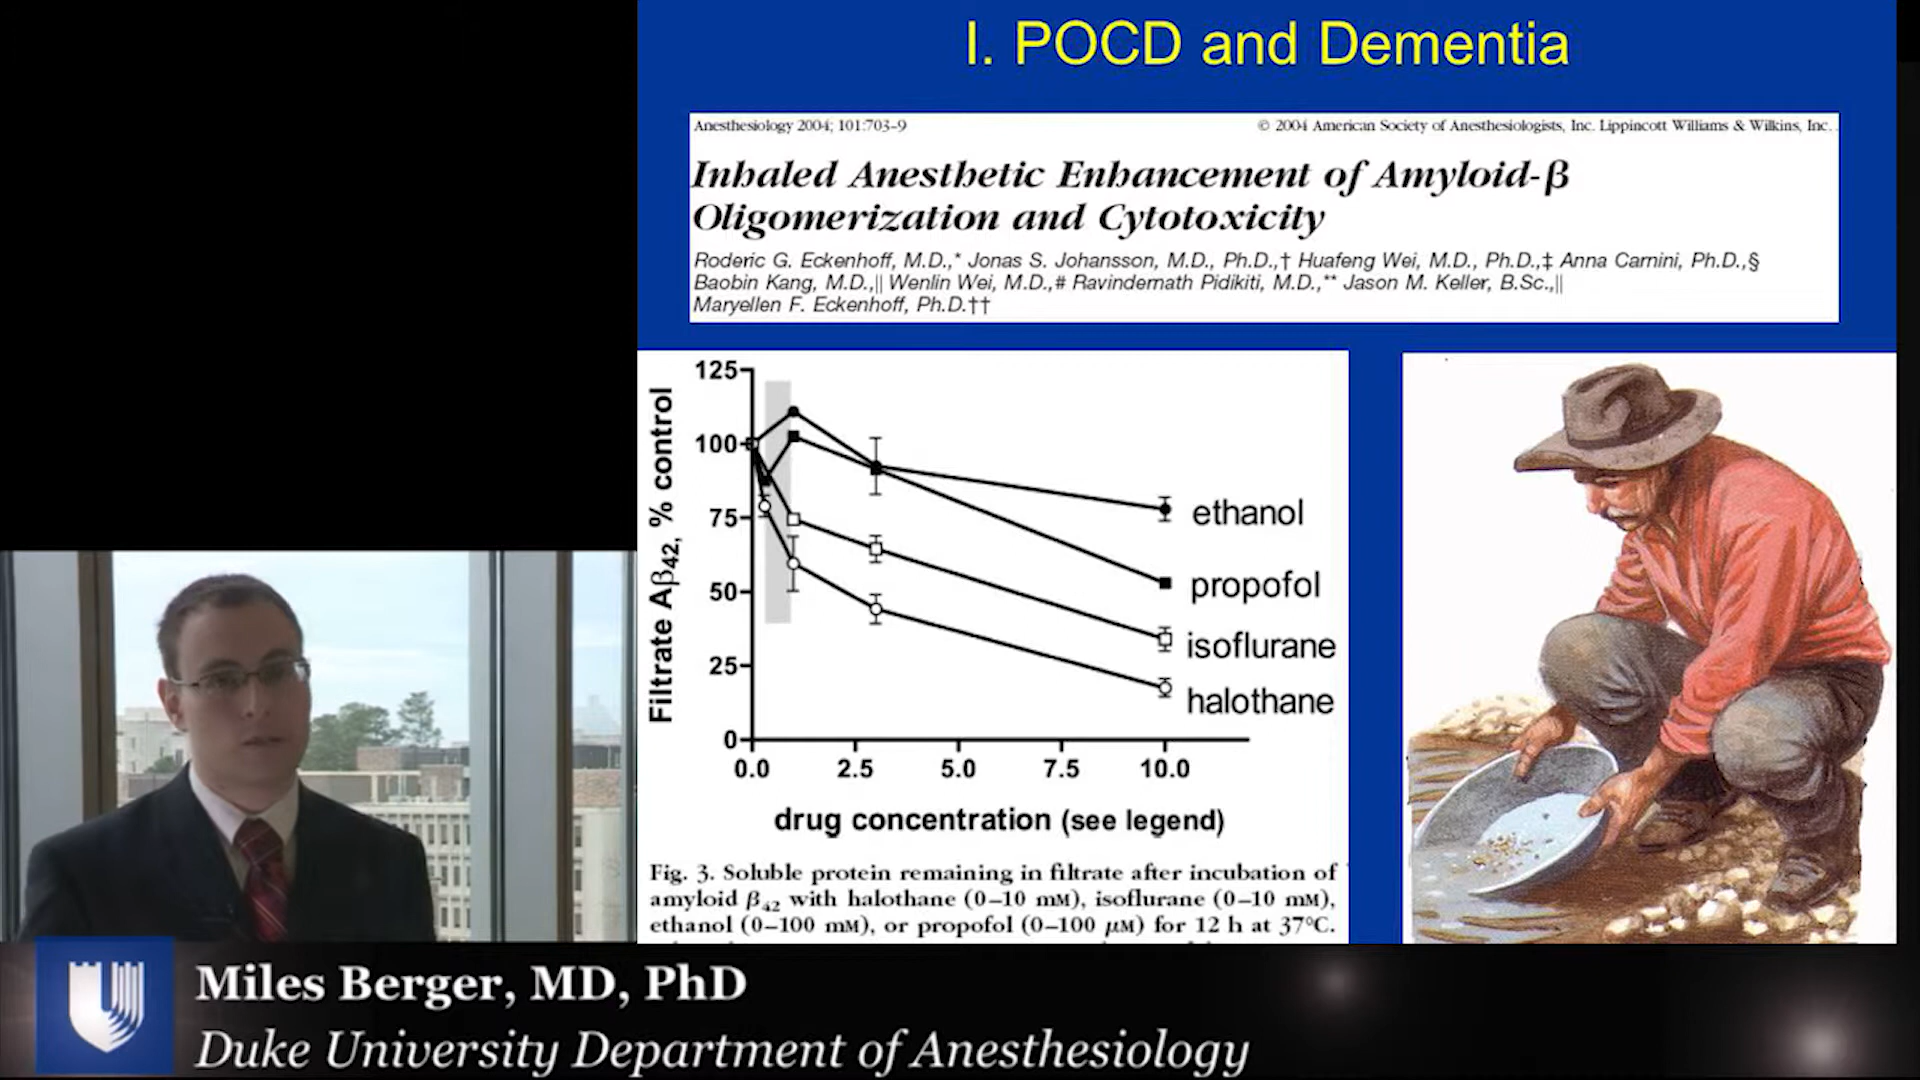 I. POCD and Dementia
Anesthesiology 2004; 101:703–9
© 2004 American Society of Anesthesiologists, Inc. Lippincott Williams & Wilkins, Inc.
Inhaled Anesthetic Enhancement of Amyloid-β
Oligomerization and Cytotoxicity
Roderic G. Eckenhoff, M.D.,* Jonas S. Johansson, M.D., Ph.D.,† Huafeng Wei, M.D., Ph.D.,‡ Anna Carnini, Ph.D.,§
Baobin Kang, M.D.,|| Wenlin Wei, M.D.,# Ravindernath Pidikiti, M.D.,** Jason M. Keller, B.Sc.,||
Maryellen F. Eckenhoff, Ph.D.††
Filtrate Aβ42, % control
125
100
75
50
25
0
0.0 2.5 5.0 7.5 10.0
ethanol
propofol
isoflurane
halothane
drug concentration (see legend)
Fig. 3. Soluble protein remaining in filtrate after incubation of
amyloid β42 with halothane (0–10 mM), isoflurane (0–10 mM),
ethanol (0–100 mM), or propofol (0–100 μM) for 12 h at 37°C.
Miles Berger, MD, PhD
Duke University Department of Anesthesiology